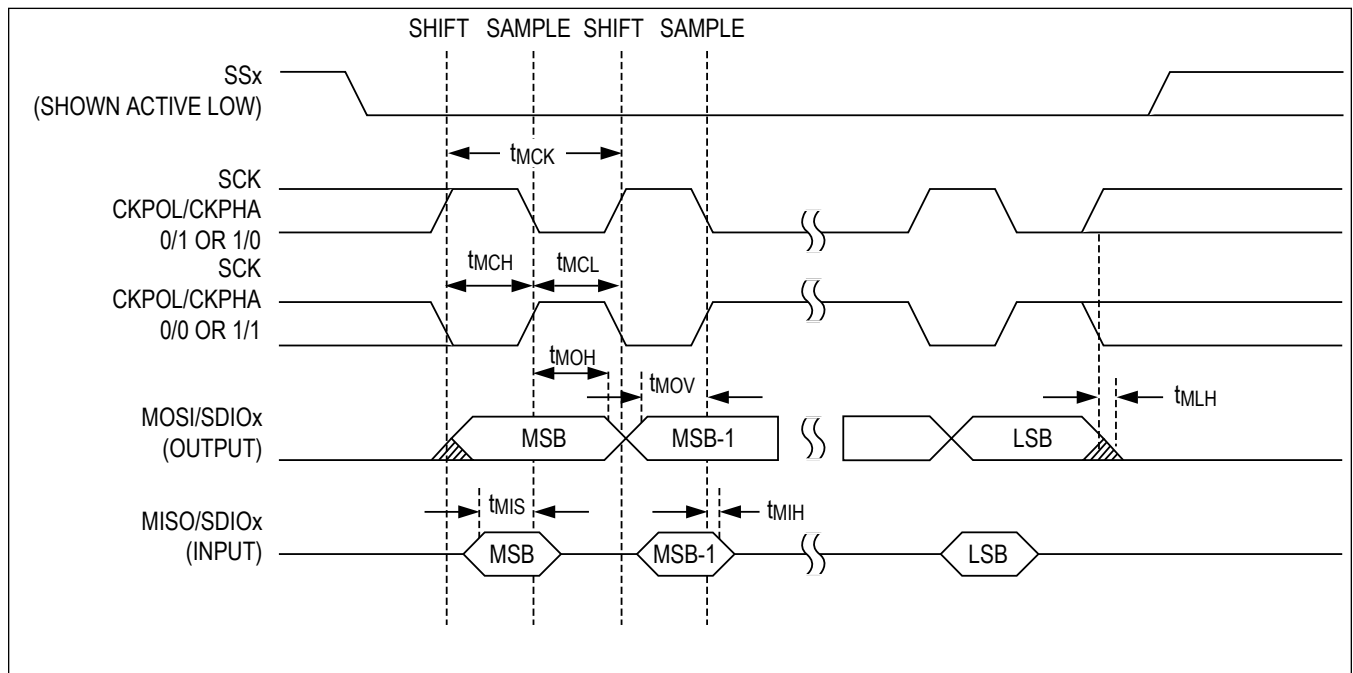 SHIFT SAMPLE SHIFT SAMPLE
SSx
(SHOWN ACTIVE LOW)
tMCK
SCK
CKPOL/CKPHA
0/1 OR 1/0
tMCH tMCL
SCK
CKPOL/CKPHA
0/0 OR 1/1
tMOH
tMOV
tMLH
MOSI/SDIOx
(OUTPUT)
MSB MSB-1 LSB
tMIS
tMIH
MISO/SDIOx
(INPUT)
MSB MSB-1 LSB